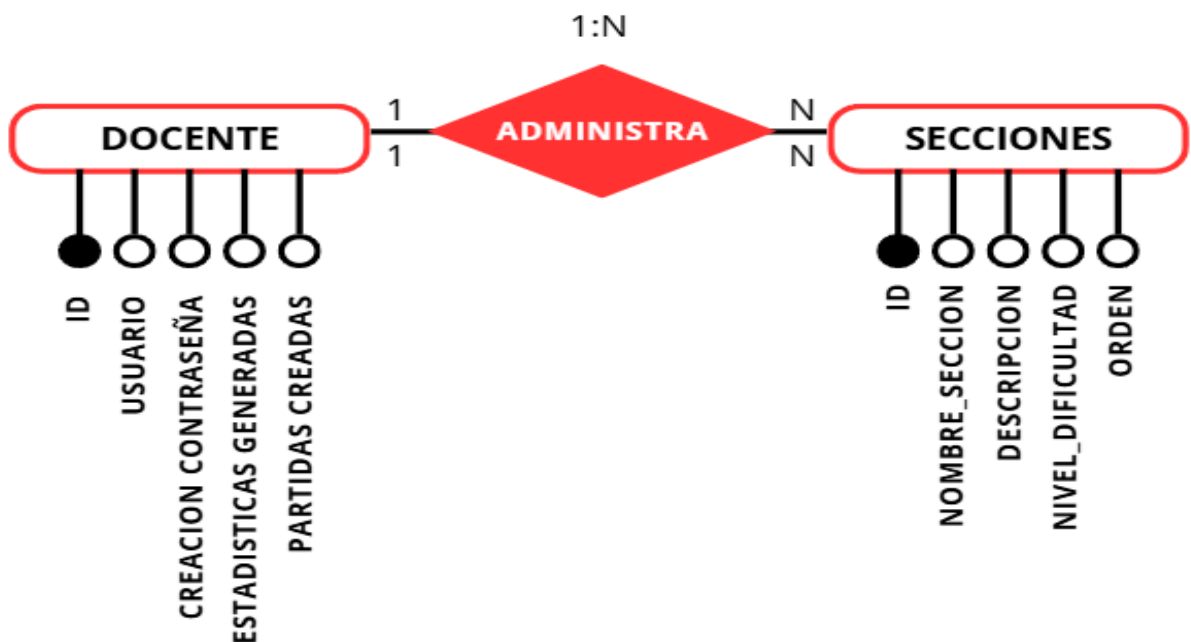 1:N
DOCENTE
1
1
ADMINISTRA
N
N
SECCIONES
ID
USUARIO
CREACION CONTRASEÑA
ESTADISTICAS GENERADAS
PARTIDAS CREADAS
ID
NOMBRE_SECCION
DESCRIPCION
NIVEL_DIFICULTAD
ORDEN